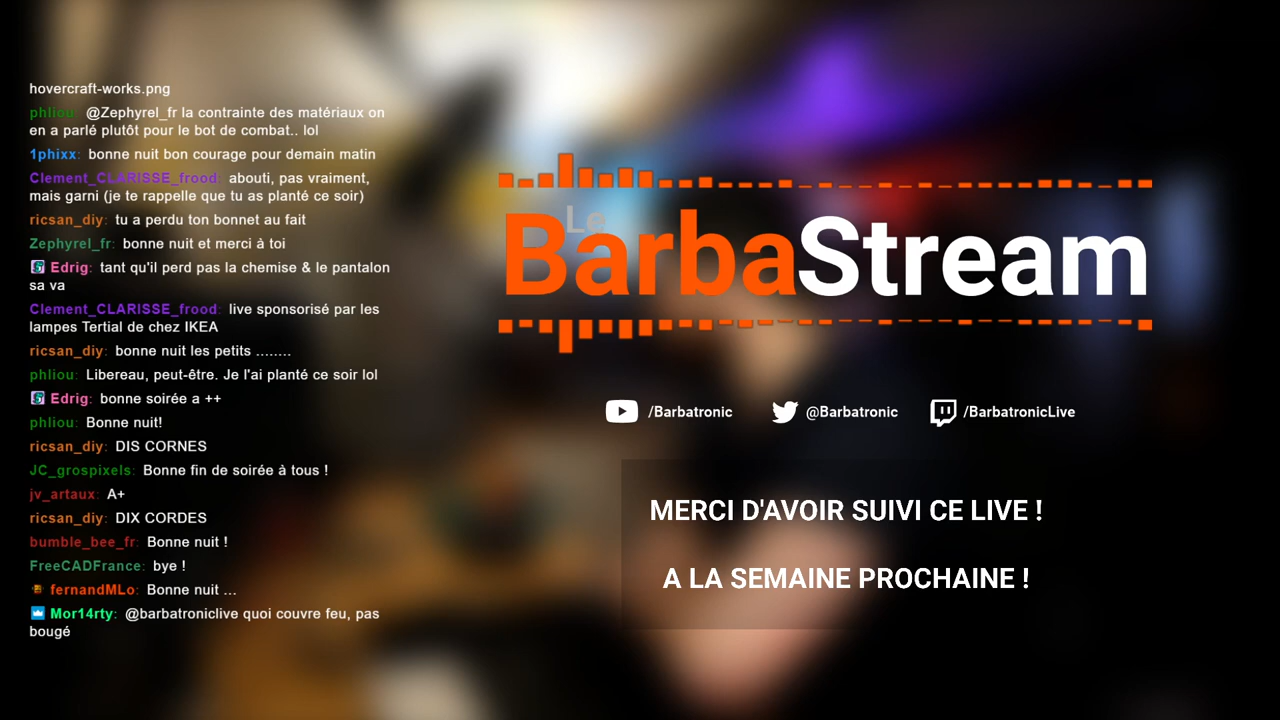 hovercraft-works.png
phliou: @Zephyrel_fr la contrainte des matériaux on
en a parlé plutôt pour le bot de combat.. lol
1phixx: bonne nuit bon courage pour demain matin
Clement_CLARISSE_frood: abouti, pas vraiment,
mais garni (je te rappelle que tu as planté ce soir)
ricsan_diy: tu a perdu ton bonnet au fait
Zephyrel_fr: bonne nuit et merci à toi
Edrig: tant qu'il perd pas la chemise & le pantalon
sa va
Clement_CLARISSE_frood: live sponsorisé par les
lampes Tertial de chez IKEA
ricsan_diy: bonne nuit les petits ........
phliou: Libereau, peut-être. Je l'ai planté ce soir lol
Edrig: bonne soirée a ++
phliou: Bonne nuit!
ricsan_diy: DIS CORNES
JC_grospixels: Bonne fin de soirée à tous !
jv_artaux: A+
ricsan_diy: DIX CORDES
bumble_bee_fr: Bonne nuit !
FreeCADFrance: bye !
fernandMLo: Bonne nuit ...
Mor14rty: @barbatroniclive quoi couvre feu, pas
bougé
Le
BarbaStream
/Barbatronic @Barbatronic /BarbatronicLive
MERCI D'AVOIR SUIVI CE LIVE !
A LA SEMAINE PROCHAINE !